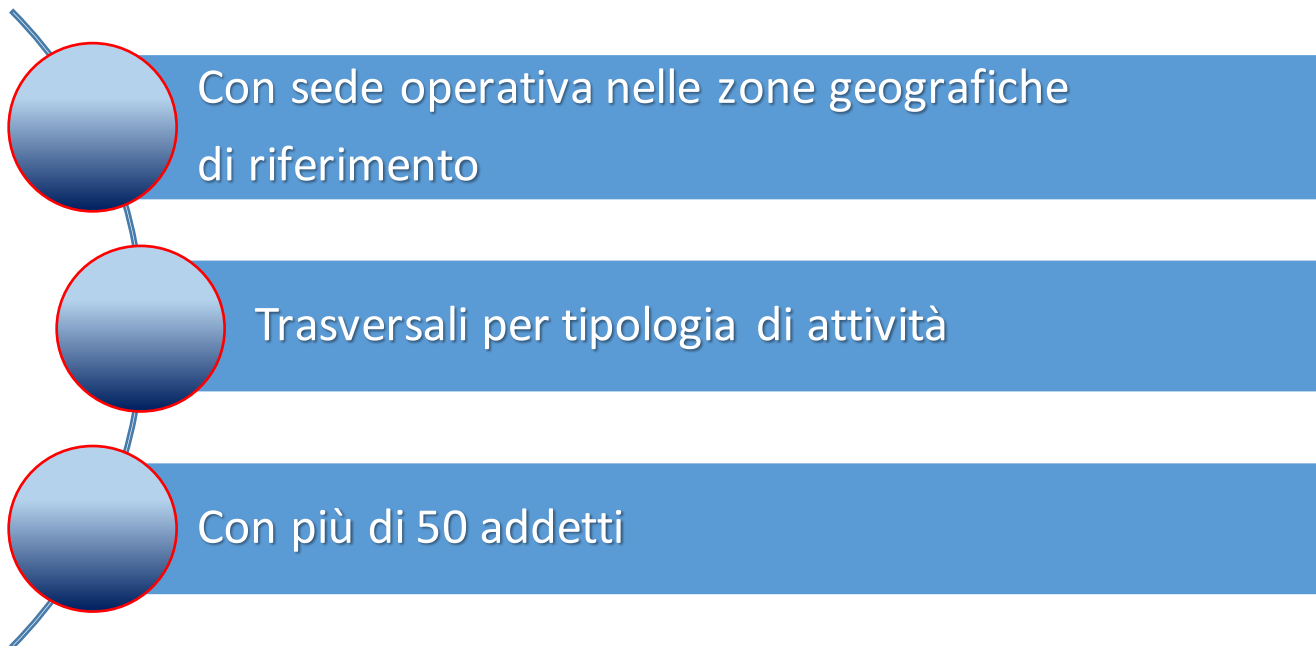 Con sede operativa nelle zone geografiche
di riferimento
Trasversali per tipologia di attività
Con più di 50 addetti